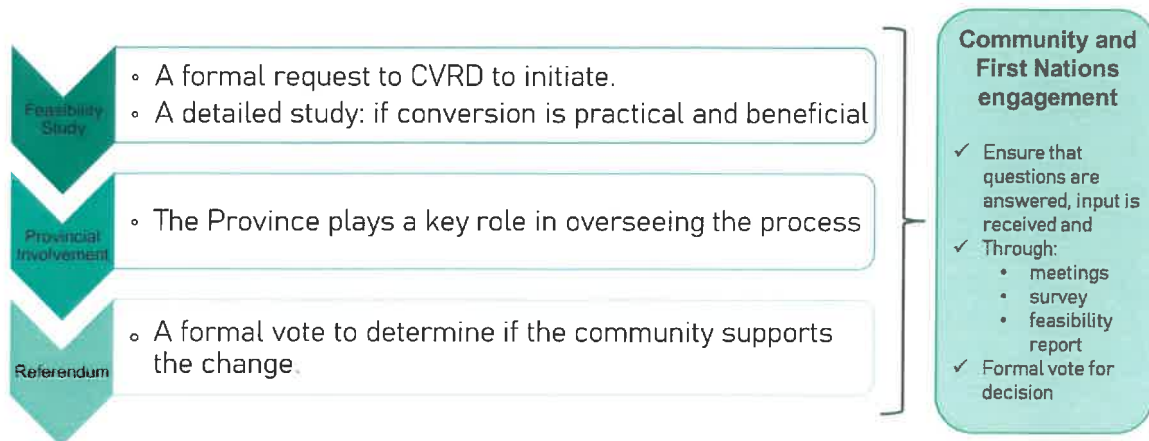 Feasibility
Study
◦ A formal request to CVRD to initiate.
◦ A detailed study: if conversion is practical and beneficial
Provincial
Involvement
◦ The Province plays a key role in overseeing the process
Referendum
◦ A formal vote to determine if the community supports
the change.
Community and
First Nations
engagement
✓ Ensure that
questions are
answered, input is
received and
✓ Through:
• meetings
• survey
• feasibility
report
✓ Formal vote for
decision